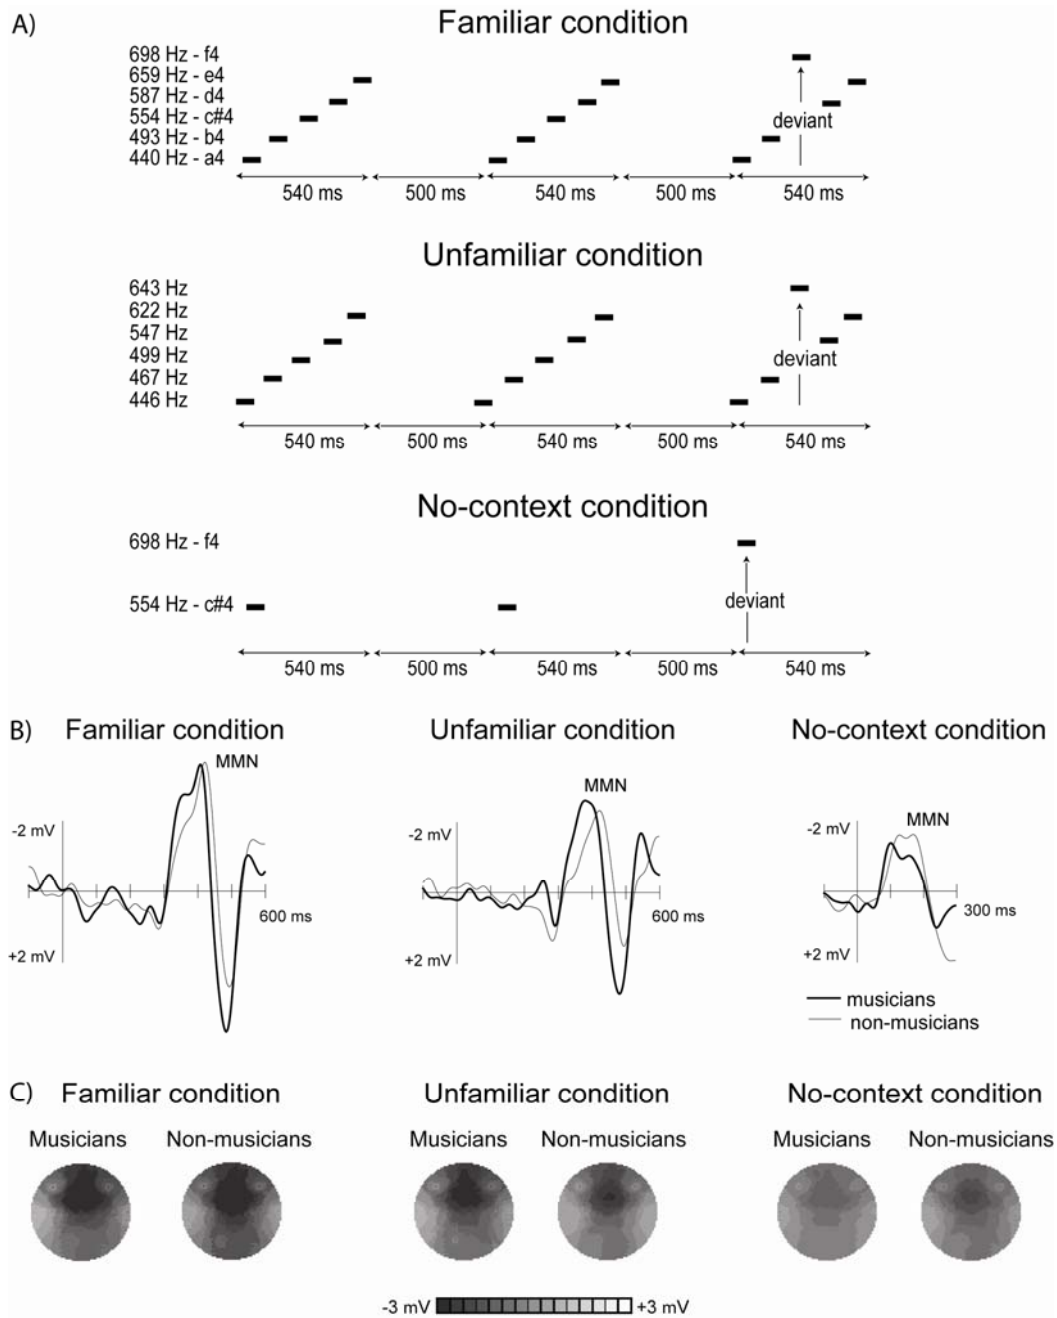 A)
Familiar condition
698 Hz - f4
659 Hz - e4
587 Hz - d4
554 Hz - c#4
493 Hz - b4
440 Hz - a4
deviant
540 ms 500 ms 540 ms 500 ms 540 ms
Unfamiliar condition
643 Hz
622 Hz
547 Hz
499 Hz
467 Hz
446 Hz
deviant
540 ms 500 ms 540 ms 500 ms 540 ms
No-context condition
698 Hz - f4
554 Hz - c#4
deviant
540 ms 500 ms 540 ms 500 ms 540 ms
B) Familiar condition Unfamiliar condition No-context condition
MMN MMN MMN
-2 mV -2 mV -2 mV
600 ms 600 ms 300 ms
+2 mV +2 mV +2 mV
musicians
non-musicians
C) Familiar condition Unfamiliar condition No-context condition
Musicians Non-musicians Musicians Non-musicians Musicians Non-musicians
-3 mV +3 mV